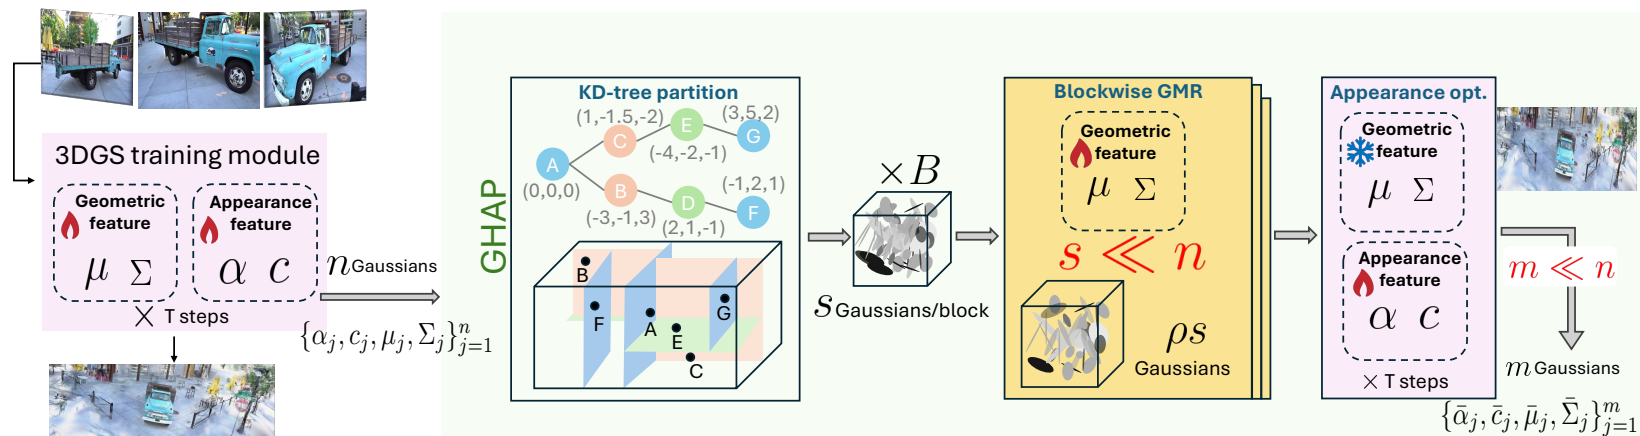 3DGS training module
Geometric
feature
μ Σ
Appearance
feature
α c
× T steps
n Gaussians
{α_j, c_j, μ_j, Σ_j}_{j=1}^n
GHAP
KD-tree partition
(1,-1.5,-2)
(3,5,2)
E
C
G
(-4,-2,-1)
A
(0,0,0)
(-1,2,1)
B
D
F
(-3,-1,3)
(2,1,-1)
B
F
A
G
E
C
×B
s Gaussians/block
Blockwise GMR
Geometric
feature
μ Σ
s ≪ n
ρs
Gaussians
Appearance opt.
Geometric
feature
μ Σ
Appearance
feature
α c
× T steps
m ≪ n
m Gaussians
{ᾱ_j, c̄_j, μ̄_j, Σ̄_j}_{j=1}^m